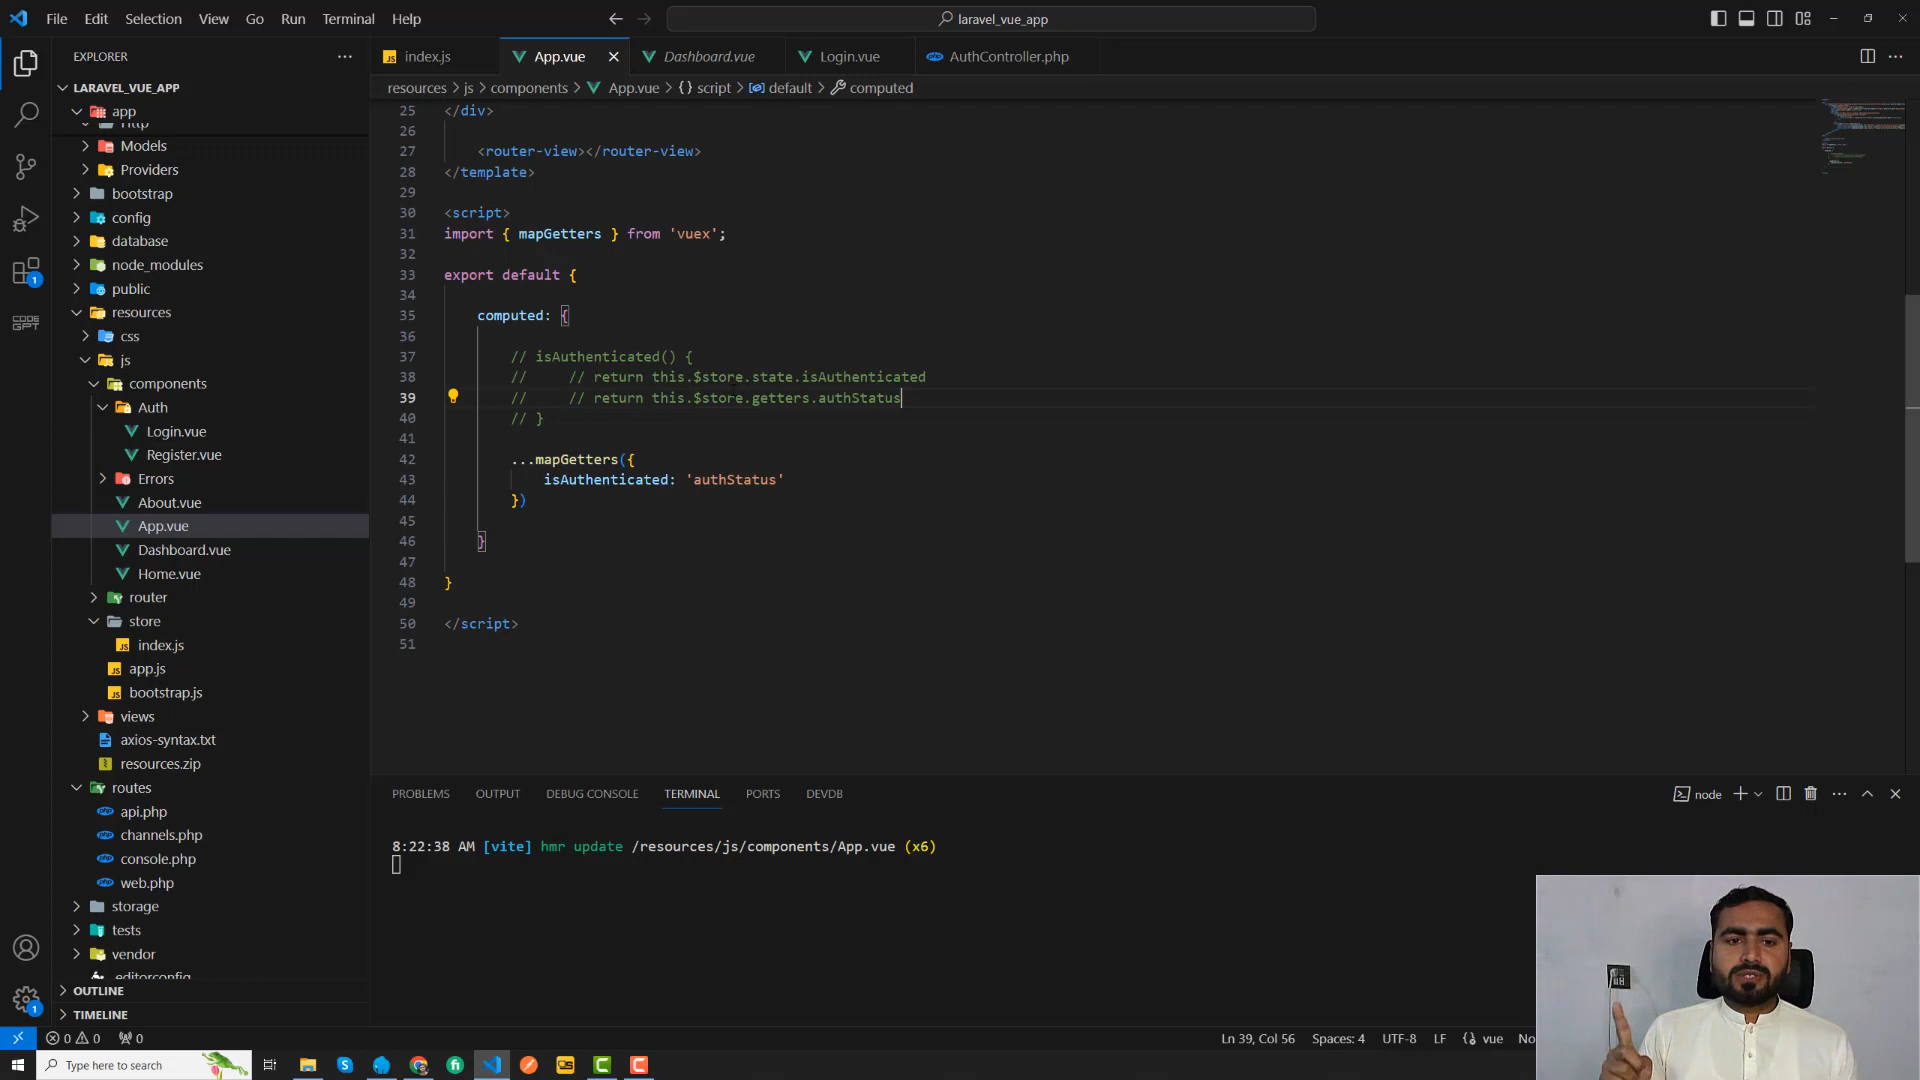 File Edit Selection View Go Run Terminal Help
laravel_vue_app
EXPLORER
index.js App.vue Dashboard.vue Login.vue AuthController.php
resources > js > components > App.vue > {} script > default > computed
LARAVEL_VUE_APP
app
Http
Models
Providers
bootstrap
config
database
node_modules
public
resources
css
js
components
Auth
Login.vue
Register.vue
Errors
About.vue
App.vue
Dashboard.vue
Home.vue
router
store
index.js
app.js
bootstrap.js
views
axios-syntax.txt
resources.zip
routes
api.php
channels.php
console.php
web.php
storage
tests
vendor
.editorconfig
OUTLINE
TIMELINE
25 </div>
26
27 <router-view></router-view>
28 </template>
29
30 <script>
31 import { mapGetters } from 'vuex';
32
33 export default {
34
35 computed: {
36
37 // isAuthenticated() {
38 // // return this.$store.state.isAuthenticated
39 // // return this.$store.getters.authStatus
40 // }
41
42 ...mapGetters({
43 isAuthenticated: 'authStatus'
44 })
45
46 }
47
48 }
49
50 </script>
51
PROBLEMS OUTPUT DEBUG CONSOLE TERMINAL PORTS DEVDB
node
8:22:38 AM [vite] hmr update /resources/js/components/App.vue (x6)
0 0 0
Ln 39, Col 56 Spaces: 4 UTF-8 LF {} vue No
Type here to search